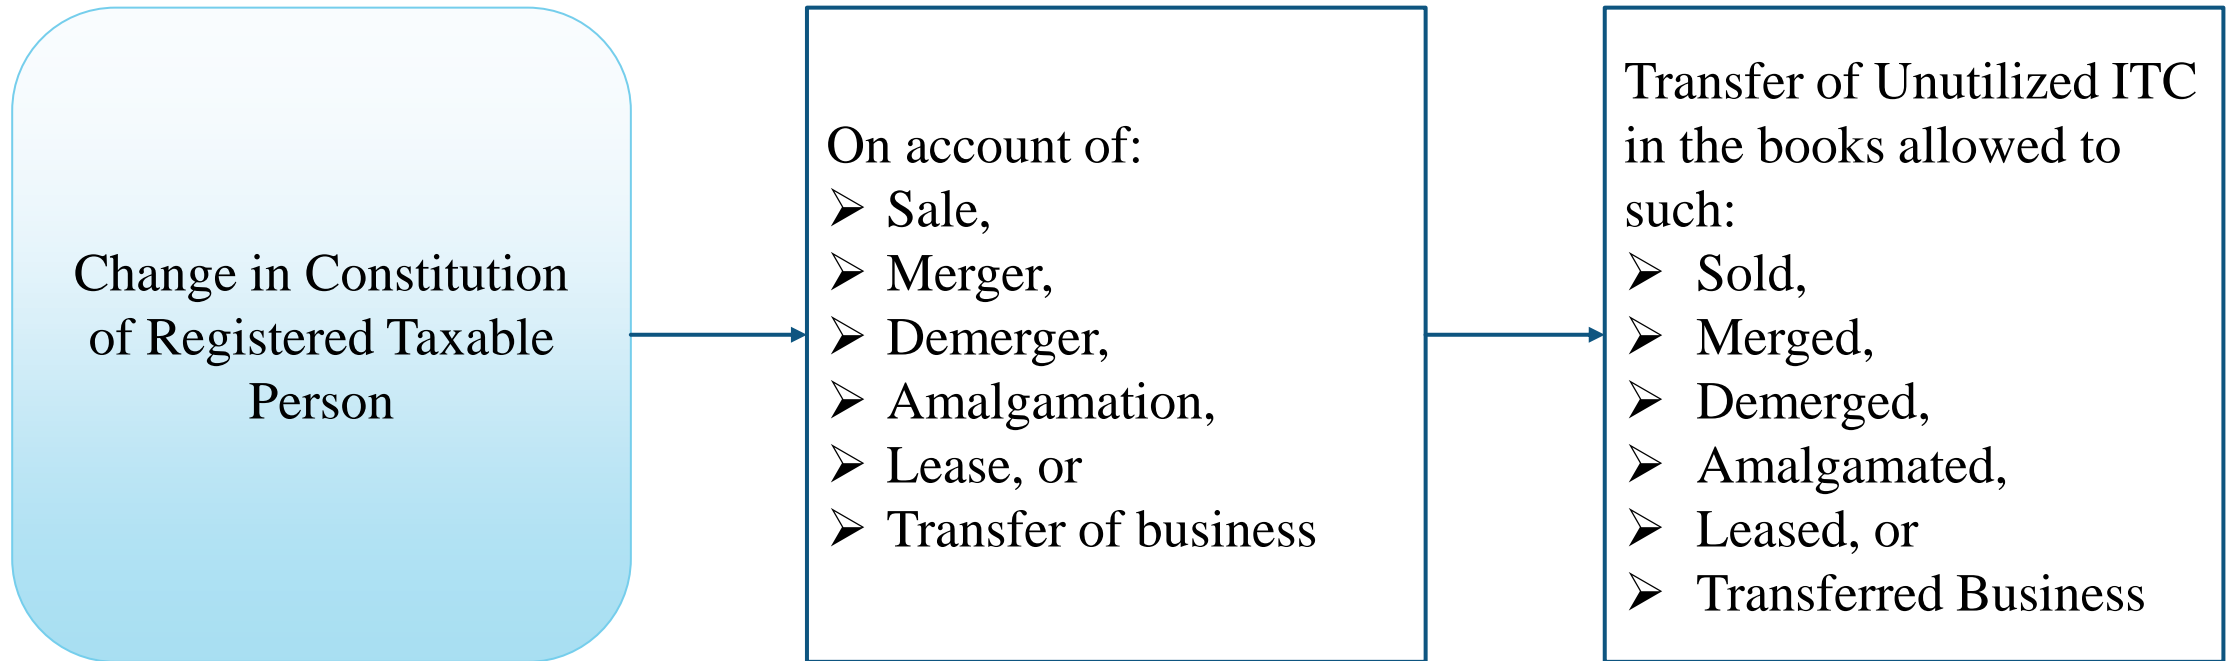 Change in Constitution
of Registered Taxable
Person
On account of:
➢ Sale,
➢ Merger,
➢ Demerger,
➢ Amalgamation,
➢ Lease, or
➢ Transfer of business
Transfer of Unutilized ITC
in the books allowed to
such:
➢ Sold,
➢ Merged,
➢ Demerged,
➢ Amalgamated,
➢ Leased, or
➢ Transferred Business